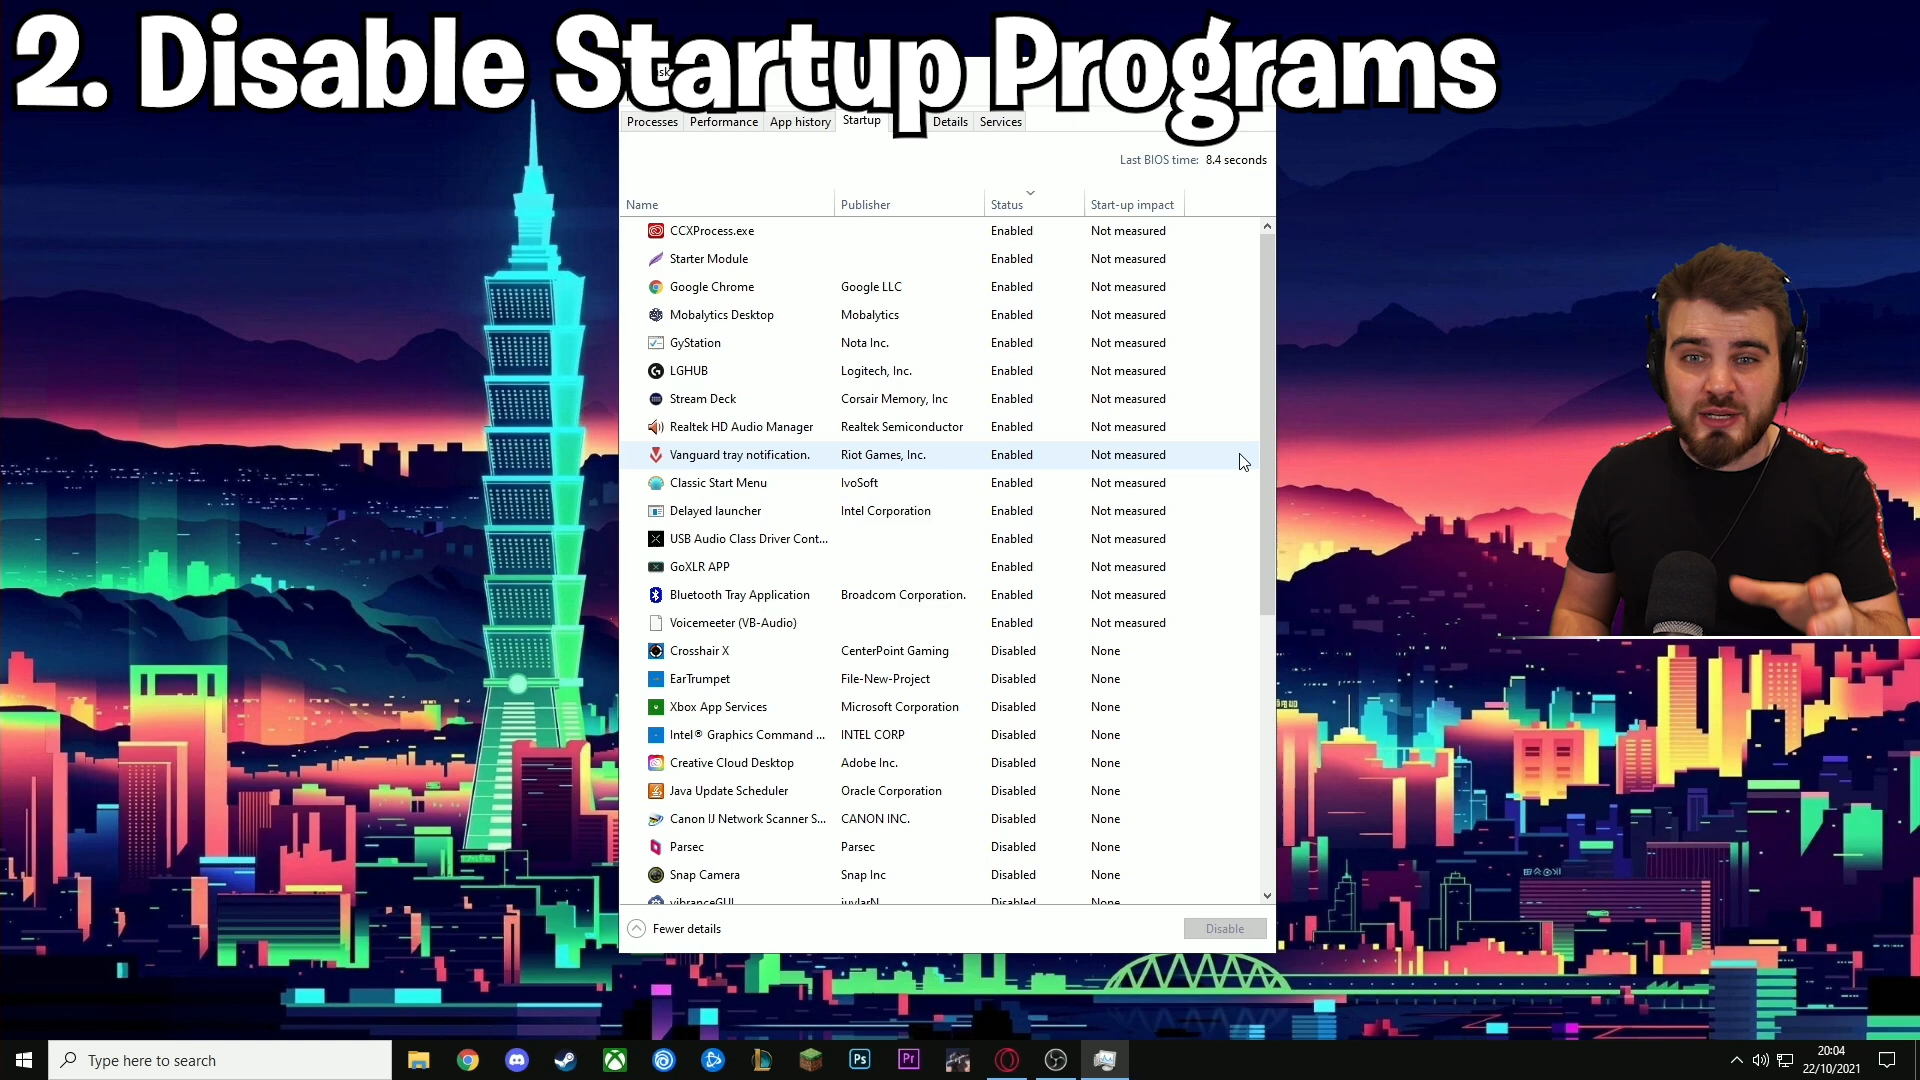 2. Disable Startup Programs
Processes Performance App history Startup Details Services
Last BIOS time: 8.4 seconds
Name Publisher Status Start-up impact
CCXProcess.exe Enabled Not measured
Starter Module Enabled Not measured
Google Chrome Google LLC Enabled Not measured
Mobalytics Desktop Mobalytics Enabled Not measured
GyStation Nota Inc. Enabled Not measured
LGHUB Logitech, Inc. Enabled Not measured
Stream Deck Corsair Memory, Inc Enabled Not measured
Realtek HD Audio Manager Realtek Semiconductor Enabled Not measured
Vanguard tray notification. Riot Games, Inc. Enabled Not measured
Classic Start Menu IvoSoft Enabled Not measured
Delayed launcher Intel Corporation Enabled Not measured
USB Audio Class Driver Cont... Enabled Not measured
GoXLR APP Enabled Not measured
Bluetooth Tray Application Broadcom Corporation. Enabled Not measured
Voicemeeter (VB-Audio) Enabled Not measured
Crosshair X CenterPoint Gaming Disabled None
EarTrumpet File-New-Project Disabled None
Xbox App Services Microsoft Corporation Disabled None
Intel® Graphics Command ... INTEL CORP Disabled None
Creative Cloud Desktop Adobe Inc. Disabled None
Java Update Scheduler Oracle Corporation Disabled None
Canon IJ Network Scanner S... CANON INC. Disabled None
Parsec Parsec Disabled None
Snap Camera Snap Inc Disabled None
vibranceGUI juvlarN Disabled None
Fewer details Disable
Type here to search
Ps
Pr
20:04
22/10/2021